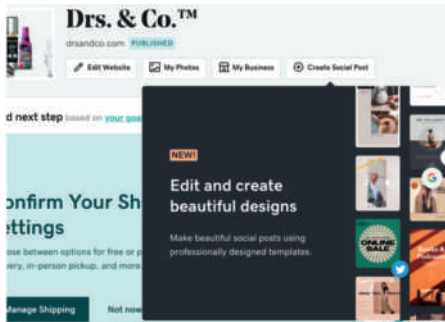 Drs. & Co.™
drsandco.com PUBLISHED
Edit Website My Photos My Business Create Social Post
d next step based on your goa
NEW!
Edit and create
beautiful designs
Make beautiful social posts using
professionally designed templates.
onfirm Your Sh
ettings
ose between options for free or p
very, in-person pickup, and more
Manage Shipping Not now
ONLINE
SALE
Books &
Podcasts